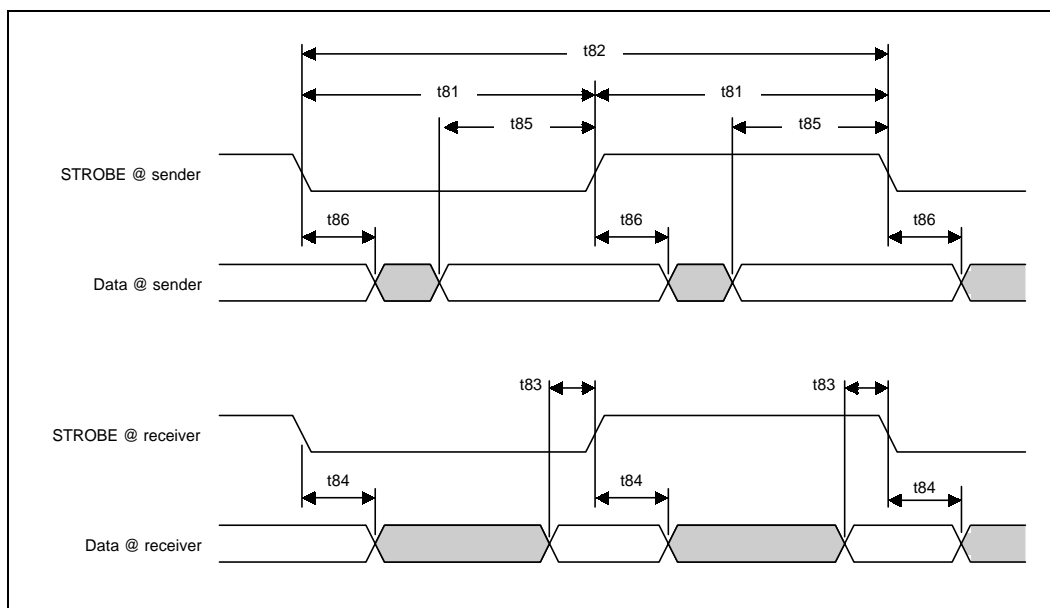 t82
t81 t81
t85 t85
STROBE @ sender
t86 t86 t86
Data @ sender
t83 t83
STROBE @ receiver
t84 t84 t84
Data @ receiver